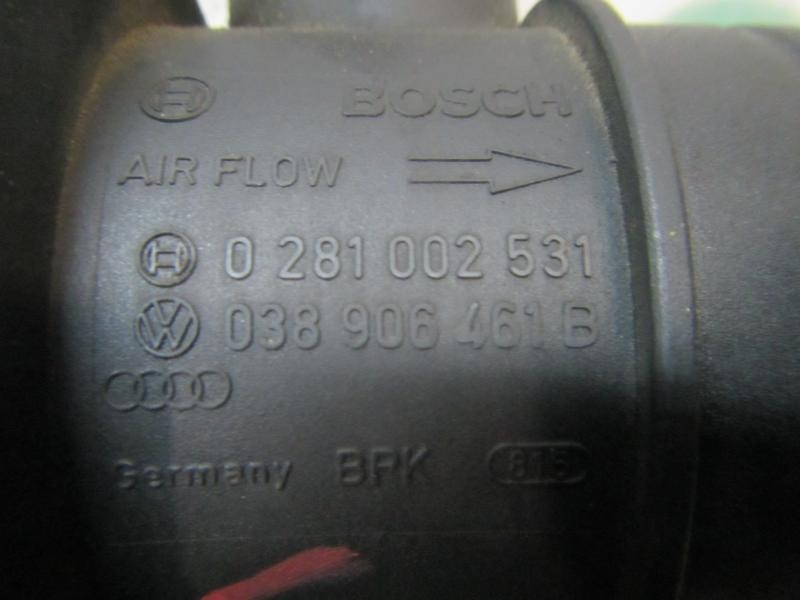 BOSCH
AIR FLOW
0 281 002 531
038 906 461 B
Germany BPK 815